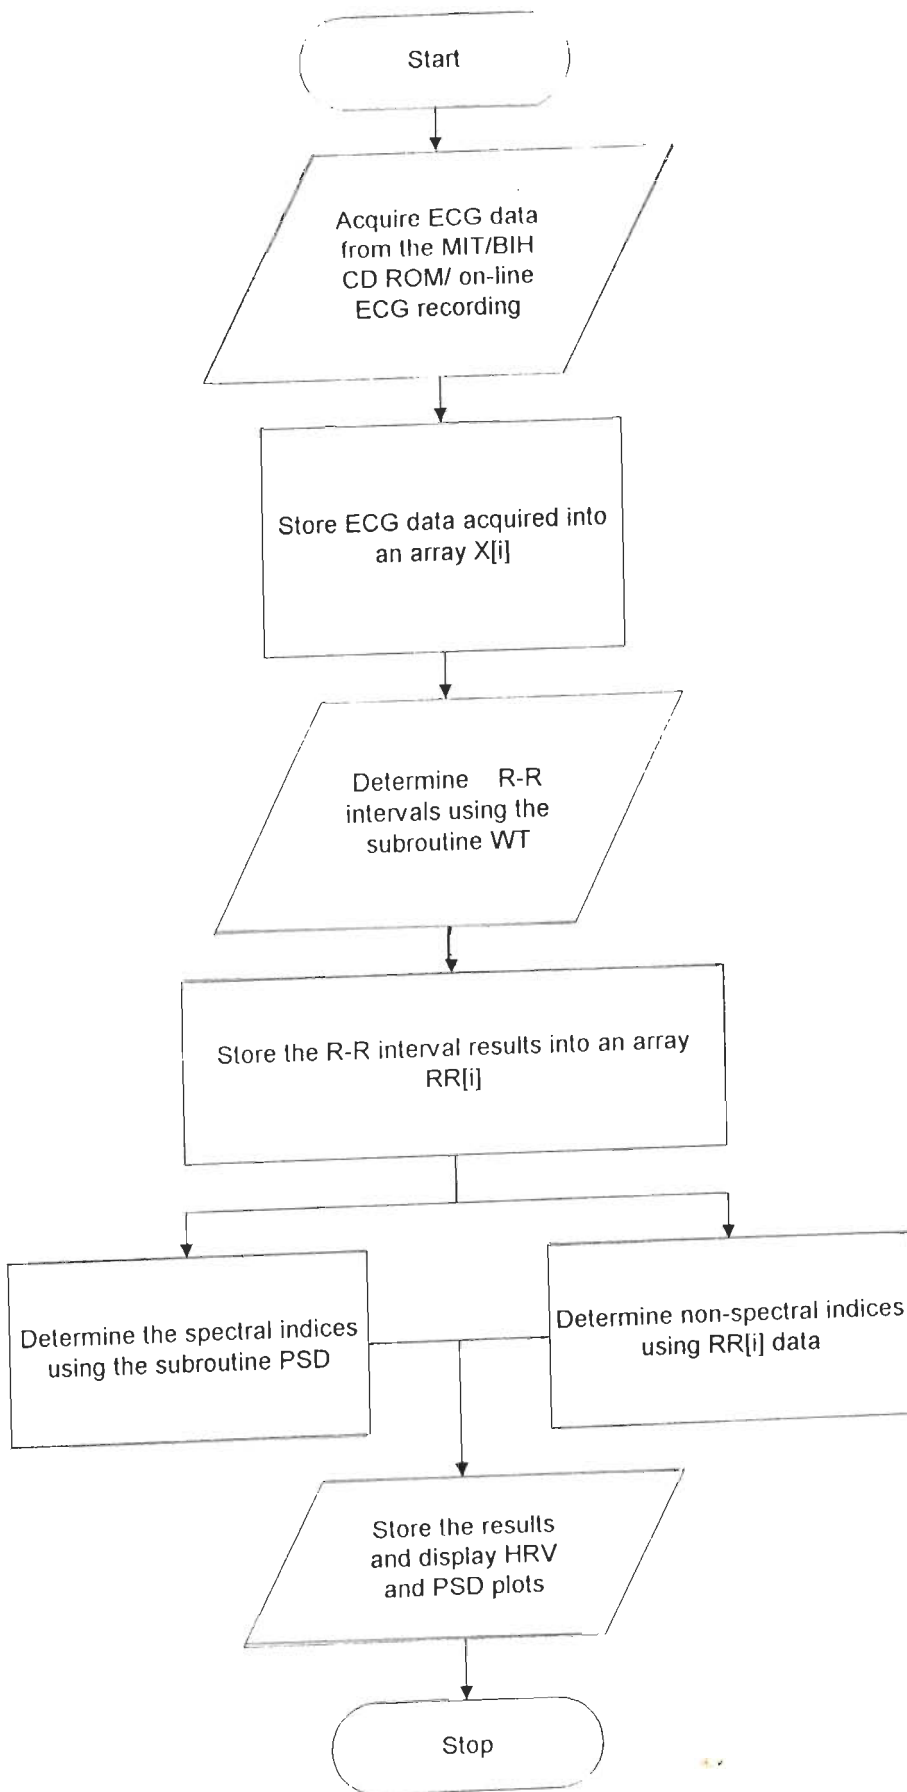 Start
Acquire ECG data
from the MIT/BIH
CD ROM/ on-line
ECG recording
Store ECG data acquired into
an array X[i]
Determine R-R
intervals using the
subroutine WT
Store the R-R interval results into an array
RR[i]
Determine the spectral indices
using the subroutine PSD
Determine non-spectral indices
using RR[i] data
Store the results
and display HRV
and PSD plots
Stop